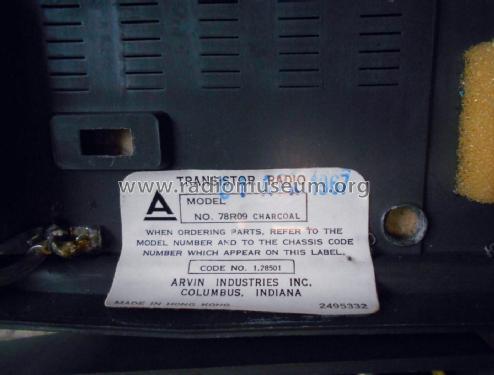 TRANSISTOR RADIO
1967
www.radiomuseum.org
A
MODEL
NO. 78R09 CHARCOAL
WHEN ORDERING PARTS, REFER TO THE
MODEL NUMBER AND TO THE CHASSIS CODE
NUMBER WHICH APPEAR ON THIS LABEL.
CODE NO. 1.28501
ARVIN INDUSTRIES INC.
COLUMBUS, INDIANA
MADE IN HONG KONG 2495332